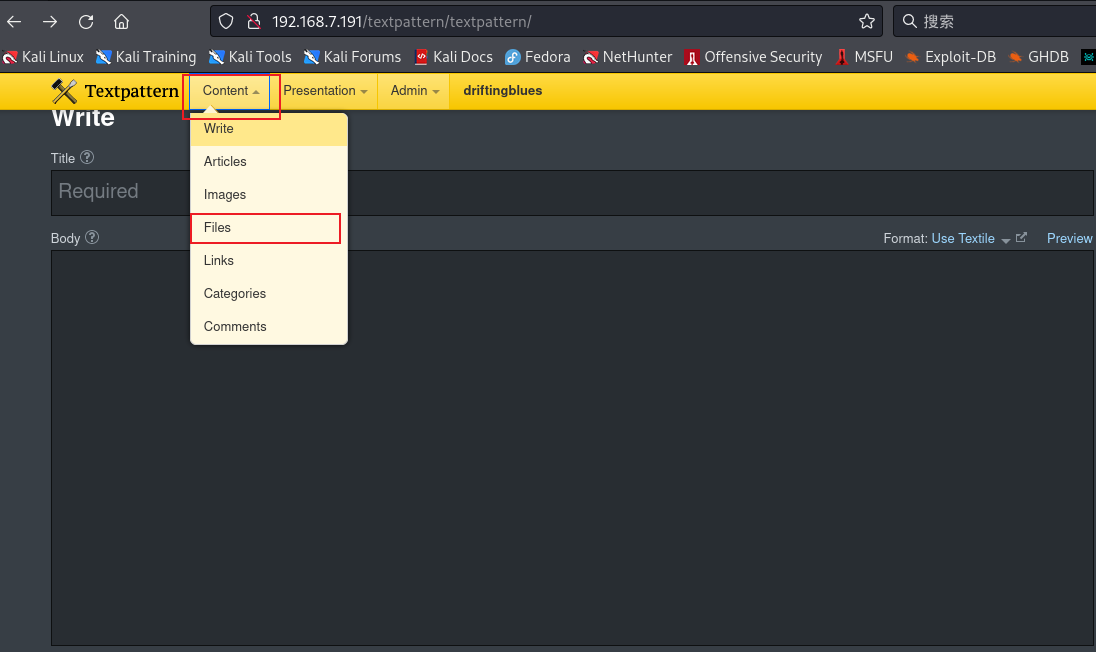 192.168.7.191/textpattern/textpattern/ 搜索
Kali Linux Kali Training Kali Tools Kali Forums Kali Docs Fedora NetHunter Offensive Security MSFU Exploit-DB GHDB
Textpattern Content Presentation Admin driftingblues
Write
Write
Articles
Images
Files
Links
Categories
Comments
Title
Required
Body Format: Use Textile Preview